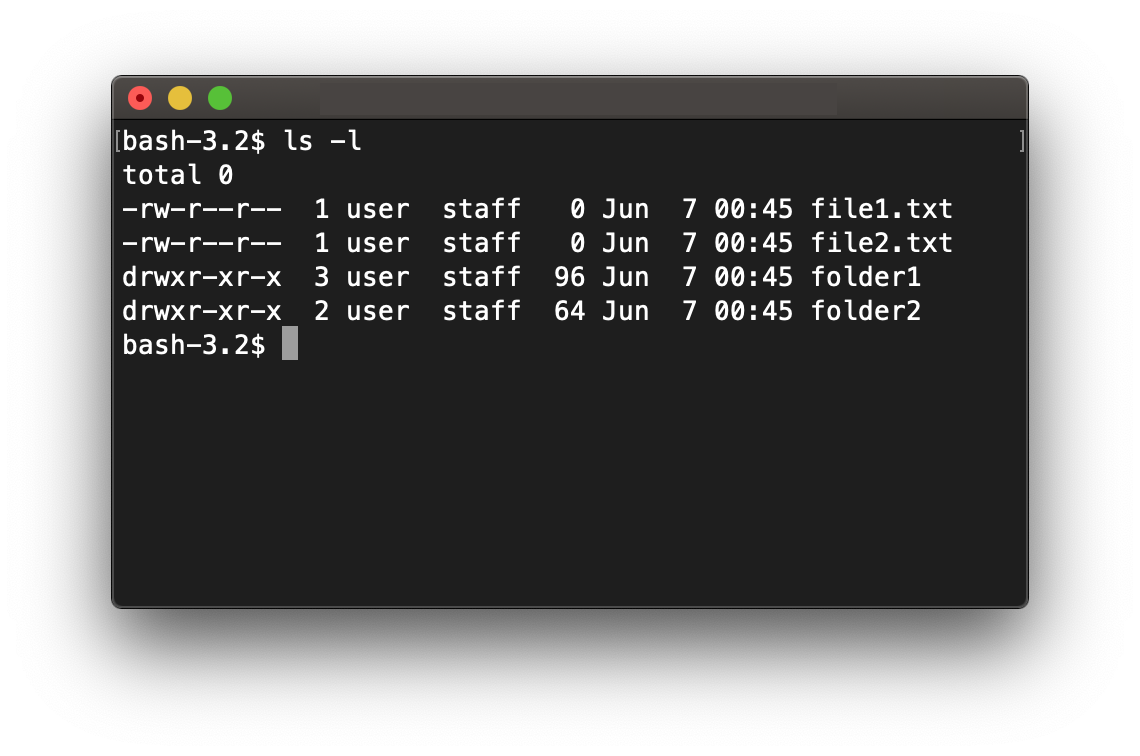 [bash-3.2$ ls -l ]
total 0
-rw-r--r--  1 user  staff   0 Jun  7 00:45 file1.txt
-rw-r--r--  1 user  staff   0 Jun  7 00:45 file2.txt
drwxr-xr-x  3 user  staff  96 Jun  7 00:45 folder1
drwxr-xr-x  2 user  staff  64 Jun  7 00:45 folder2
bash-3.2$